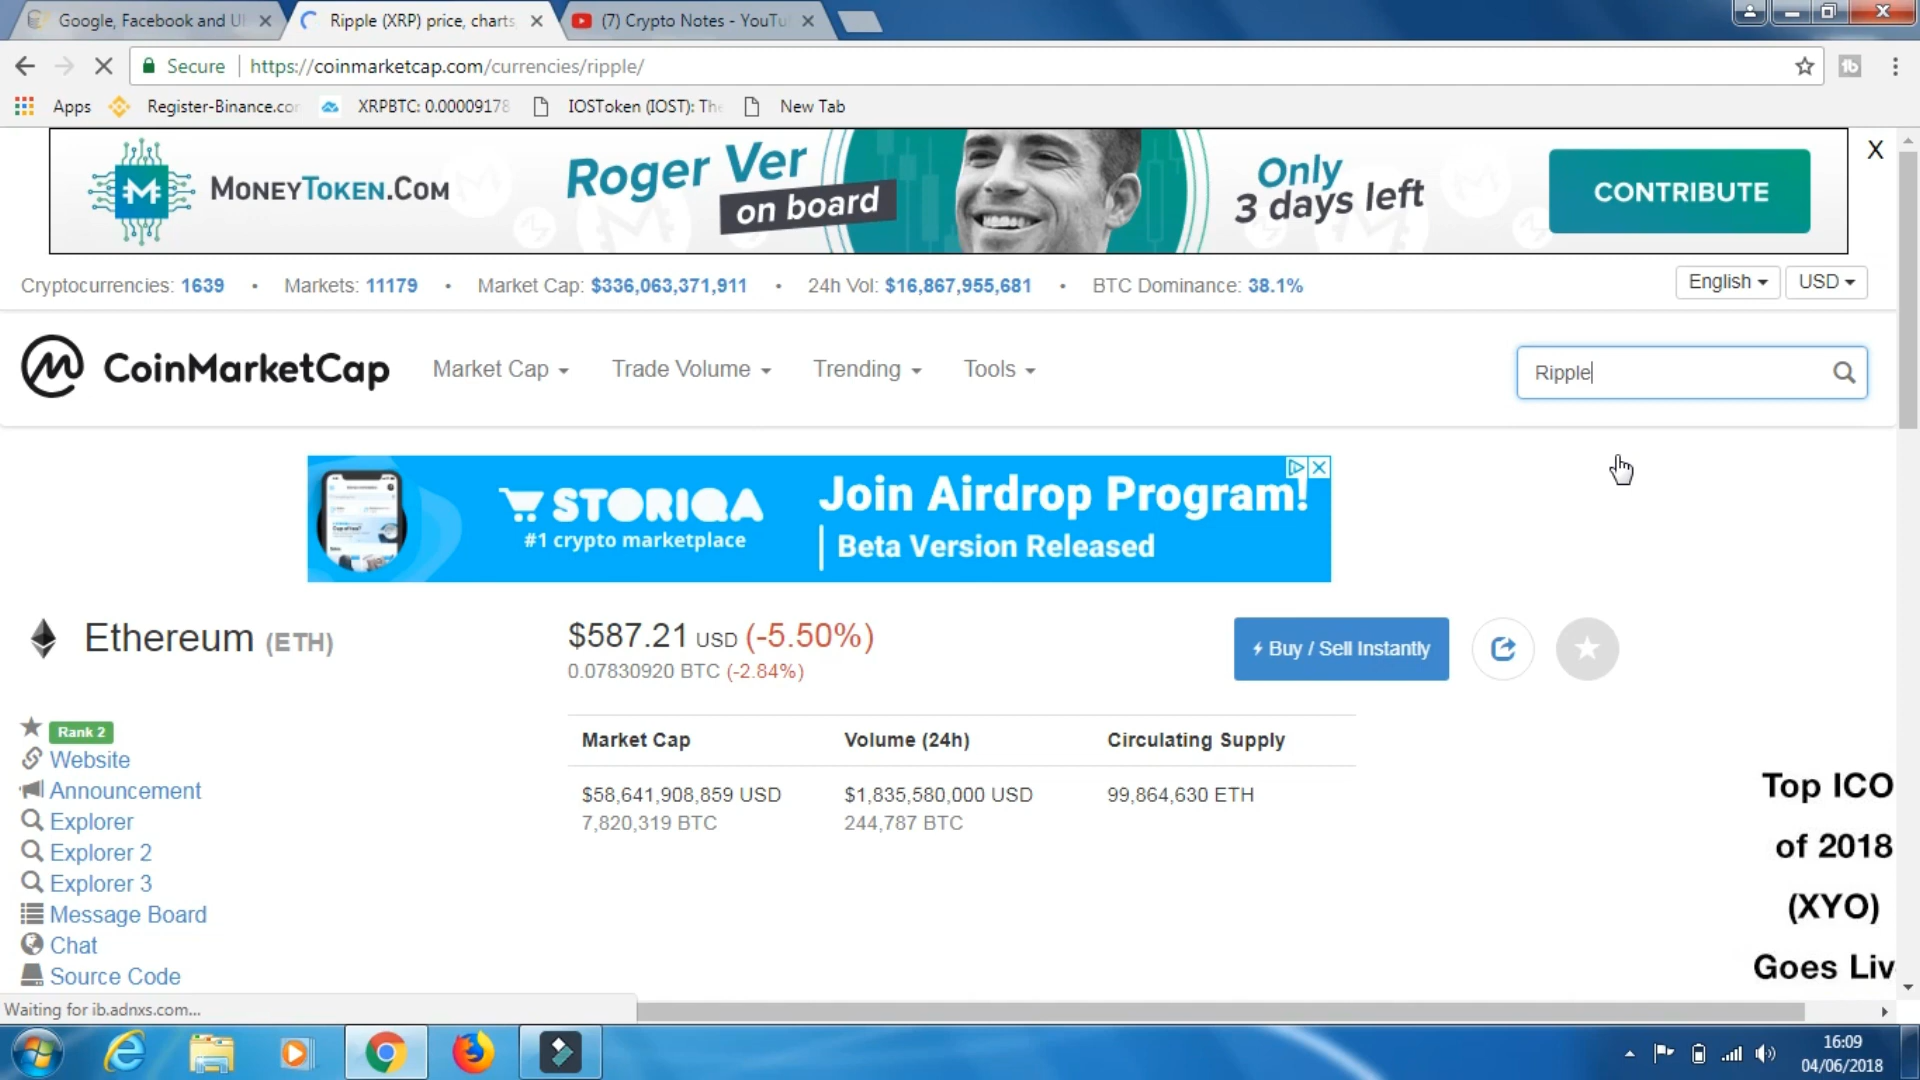 Google, Facebook and U
Ripple (XRP) price, charts,
(7) Crypto Notes - YouTu
Secure
https://coinmarketcap.com/currencies/ripple/
Apps
Register-Binance.co
XRPBTC: 0.00009178
IOSToken (IOST): Th
New Tab
MONEYTOKEN.COM
Roger Ver
on board
Only
3 days left
CONTRIBUTE
X
Cryptocurrencies: 1639 • Markets: 11179 • Market Cap: $336,063,371,911 • 24h Vol: $16,867,955,681 • BTC Dominance: 38.1%
English
USD
CoinMarketCap
Market Cap
Trade Volume
Trending
Tools
Ripple
STORIQA
#1 crypto marketplace
Join Airdrop Program!
Beta Version Released
Ethereum (ETH)
$587.21 USD (-5.50%)
0.07830920 BTC (-2.84%)
Buy / Sell Instantly
Rank 2
Website
Announcement
Explorer
Explorer 2
Explorer 3
Message Board
Chat
Source Code
Market Cap
Volume (24h)
Circulating Supply
$58,641,908,859 USD
$1,835,580,000 USD
99,864,630 ETH
7,820,319 BTC
244,787 BTC
Top ICO
of 2018
(XYO)
Goes Liv
Waiting for ib.adnxs.com...
16:09
04/06/2018